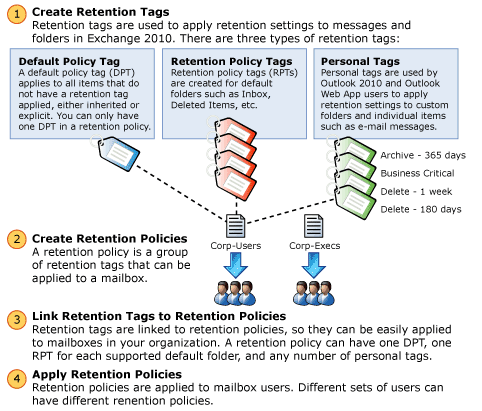 1 Create Retention Tags
Retention tags are used to apply retention settings to messages and
folders in Exchange 2010. There are three types of retention tags:
Default Policy Tag
A default policy tag (DPT)
applies to all items that do
not have a retention tag
applied, either inherited or
explicit. You can only have
one DPT in a retention policy.
Retention Policy Tags
Retention policy tags (RPTs)
are created for default
folders such as Inbox,
Deleted Items, etc.
Personal Tags
Personal tags are used by
Outlook 2010 and Outlook
Web App users to apply
retention settings to custom
folders and individual items
such as e-mail messages.
Archive - 365 days
Business Critical
Delete - 1 week
Delete - 180 days
Corp-Users
Corp-Execs
2 Create Retention Policies
A retention policy is a group
of retention tags that can be
applied to a mailbox.
3 Link Retention Tags to Retention Policies
Retention tags are linked to retention policies, so they can be easily applied
to mailboxes in your organization. A retention policy can have one DPT, one
RPT for each supported default folder, and any number of personal tags.
4 Apply Retention Policies
Retention policies are applied to mailbox users. Different sets of users can
have different renention policies.